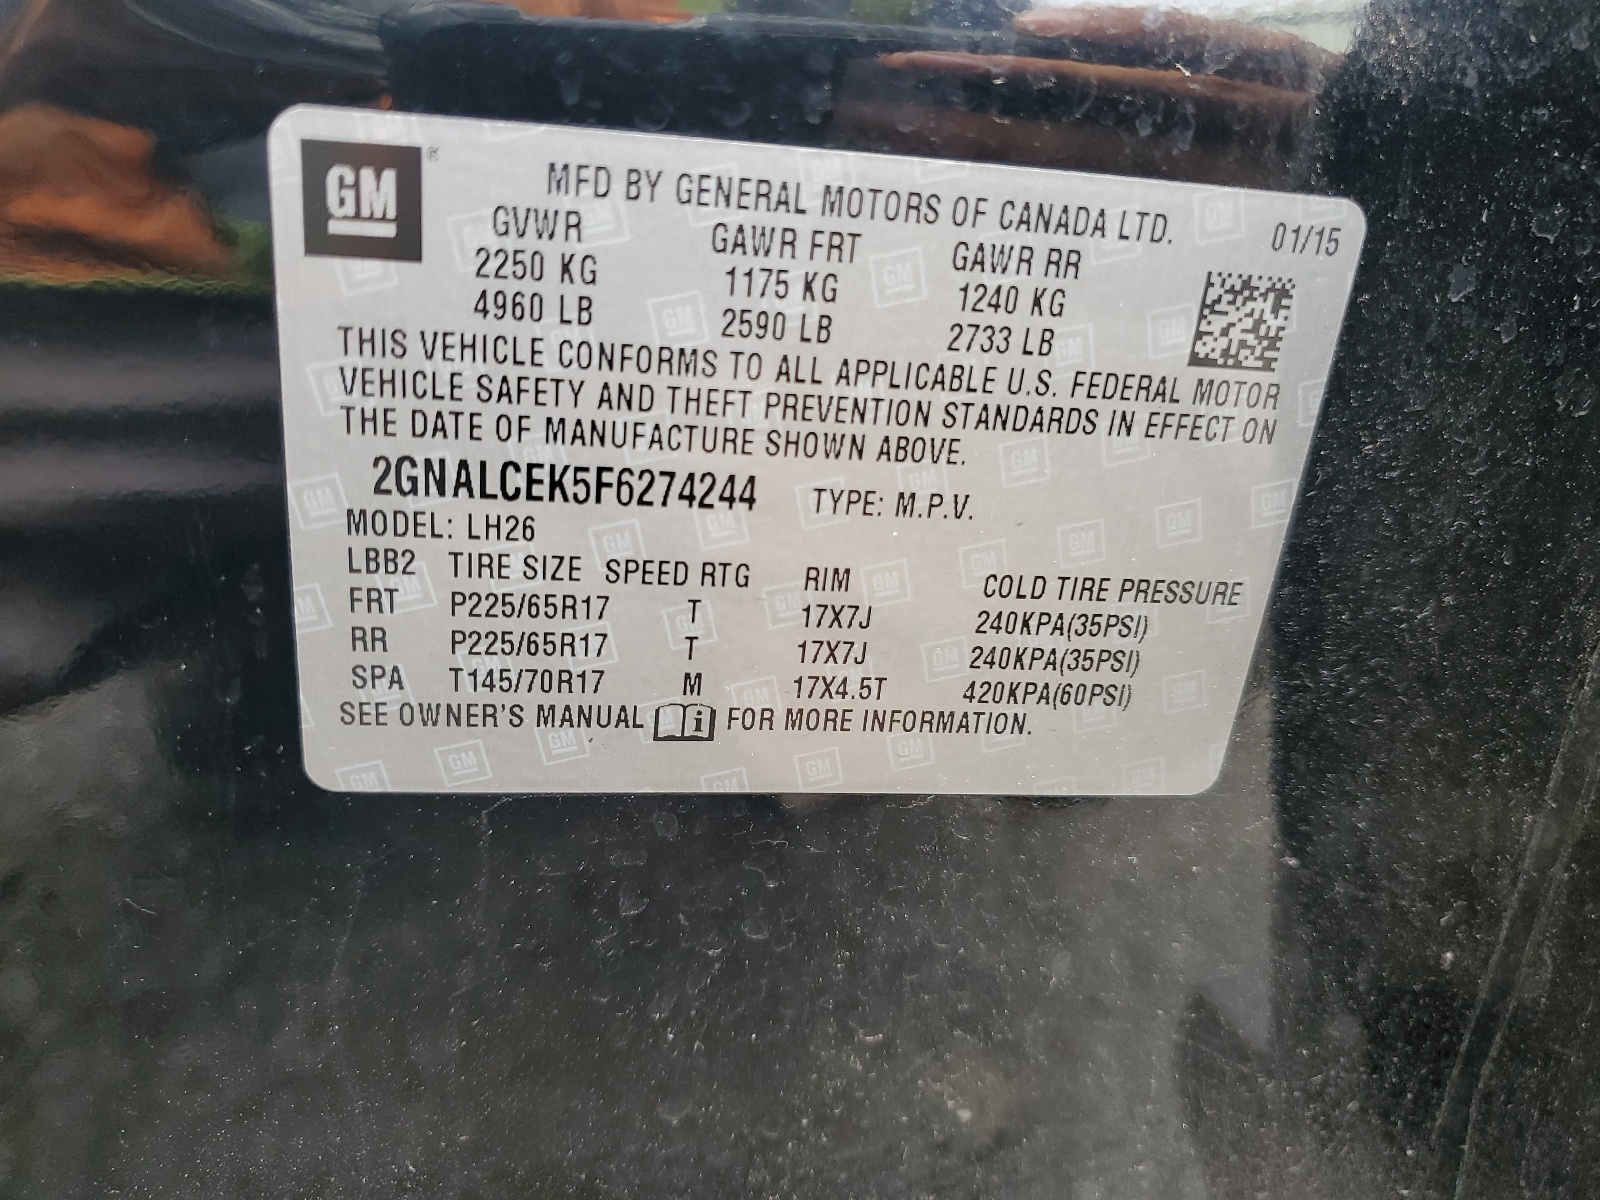 GM ®
MFD BY GENERAL MOTORS OF CANADA LTD.
01/15
GVWR GAWR FRT GAWR RR
2250 KG 1175 KG 1240 KG
4960 LB 2590 LB 2733 LB
THIS VEHICLE CONFORMS TO ALL APPLICABLE U.S. FEDERAL MOTOR
VEHICLE SAFETY AND THEFT PREVENTION STANDARDS IN EFFECT ON
THE DATE OF MANUFACTURE SHOWN ABOVE.
2GNALCEK5F6274244 TYPE: M.P.V.
MODEL: LH26
LBB2 TIRE SIZE SPEED RTG RIM COLD TIRE PRESSURE
FRT P225/65R17 T 17X7J 240KPA(35PSI)
RR P225/65R17 T 17X7J 240KPA(35PSI)
SPA T145/70R17 M 17X4.5T 420KPA(60PSI)
SEE OWNER'S MANUAL i FOR MORE INFORMATION.